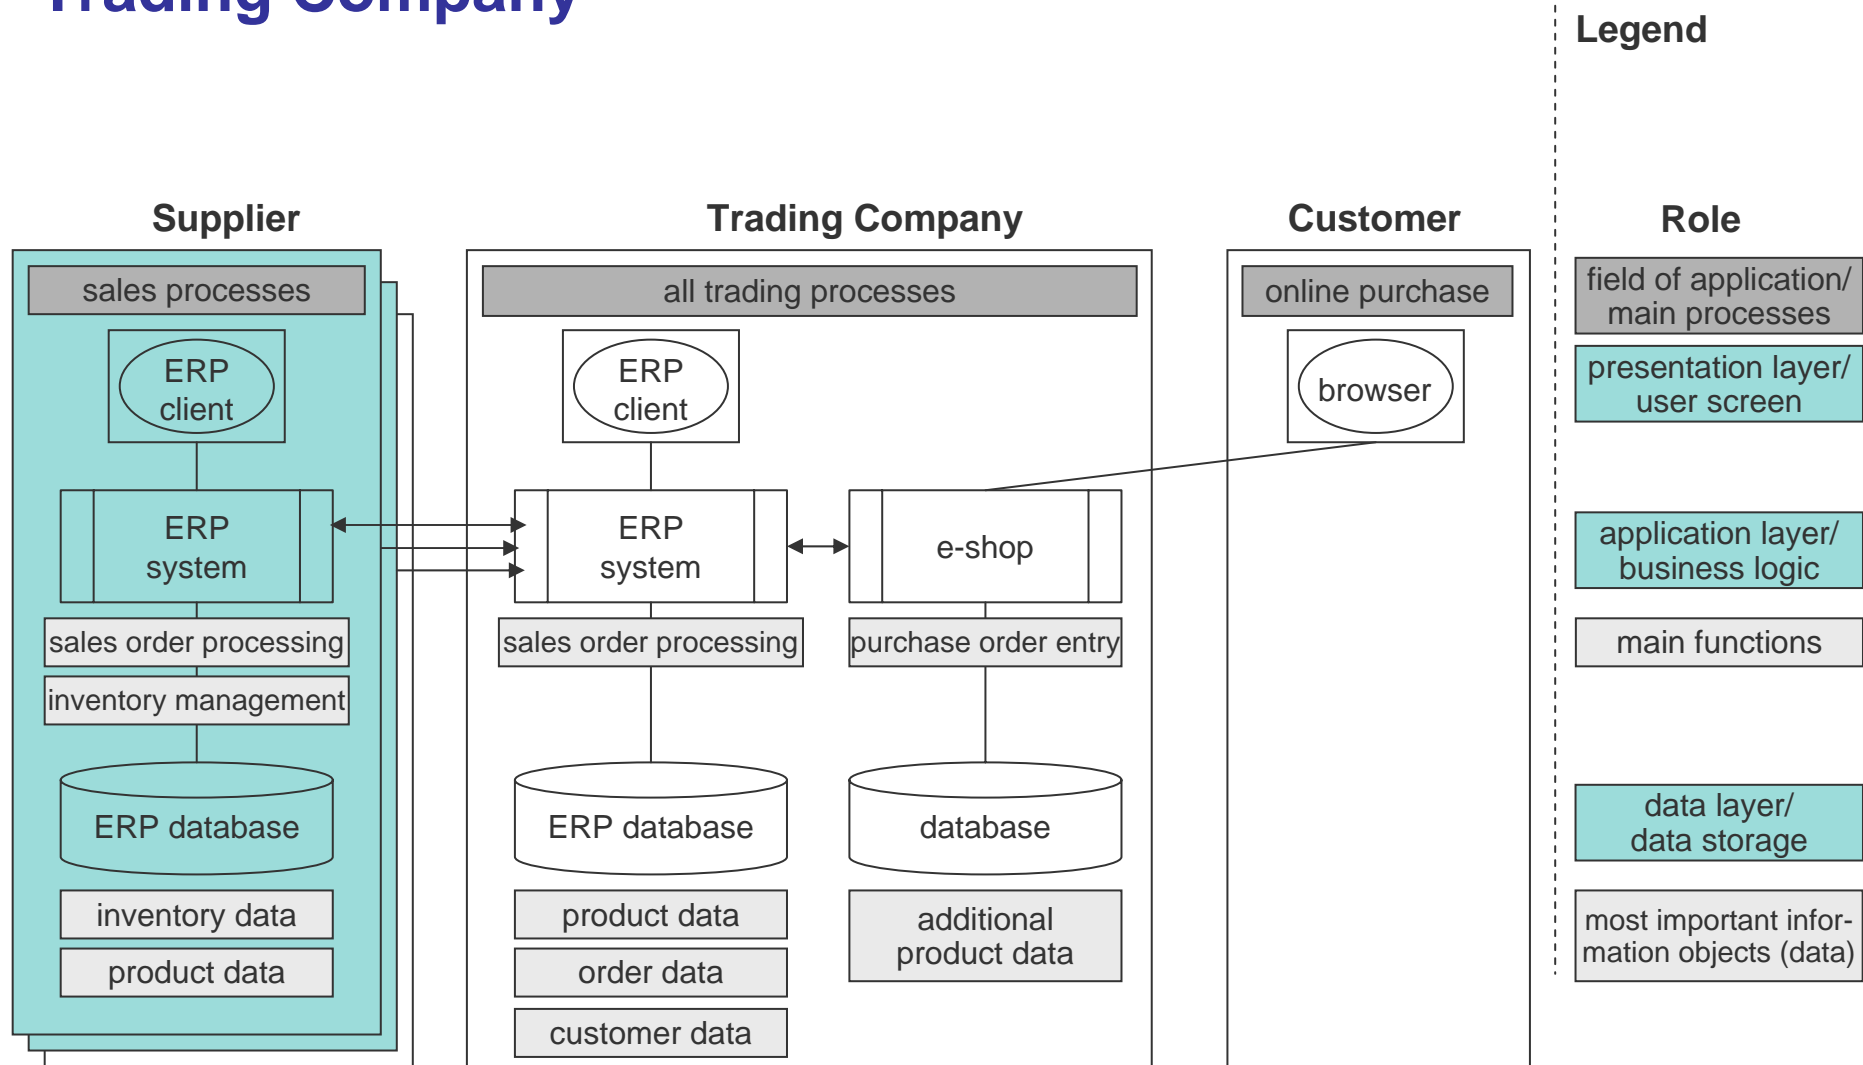 Trading Company
Legend
Supplier
Trading Company
Customer
Role
sales processes
all trading processes
online purchase
field of application/
main processes
ERP
client
ERP
client
browser
presentation layer/
user screen
ERP
system
ERP
system
e-shop
application layer/
business logic
sales order processing
sales order processing
purchase order entry
main functions
inventory management
ERP database
ERP database
database
data layer/
data storage
inventory data
product data
additional
product data
most important infor-
mation objects (data)
product data
order data
customer data